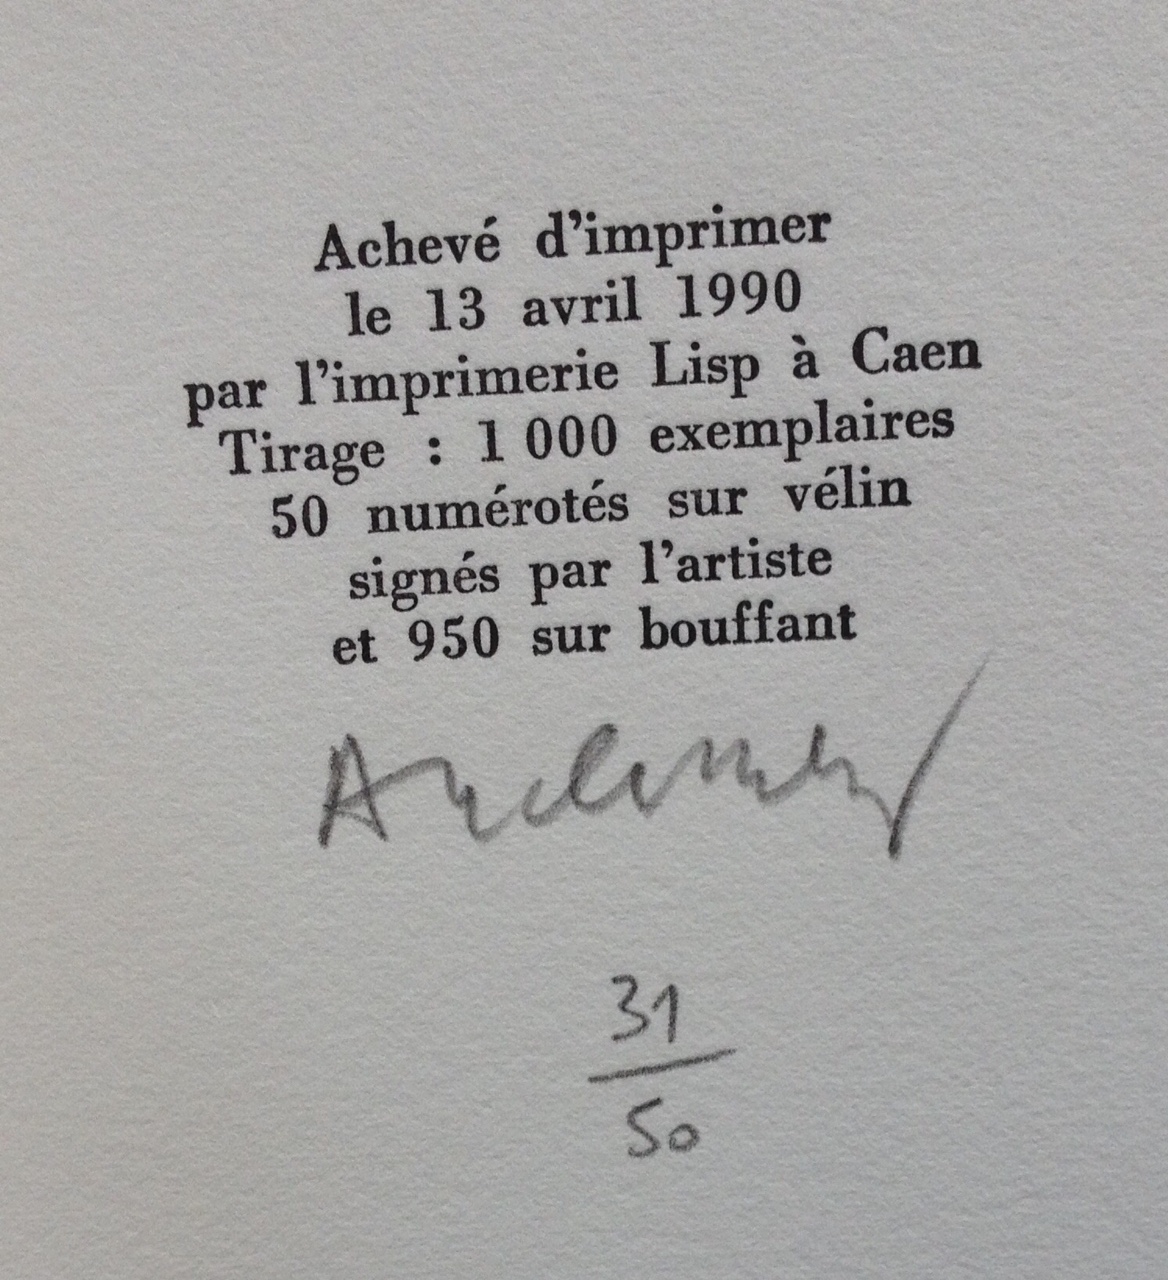 Achevé d'imprimer
le 13 avril 1990
par l'imprimerie Lisp à Caen
Tirage : 1 000 exemplaires
50 numérotés sur vélin
signés par l'artiste
et 950 sur bouffant
31
50